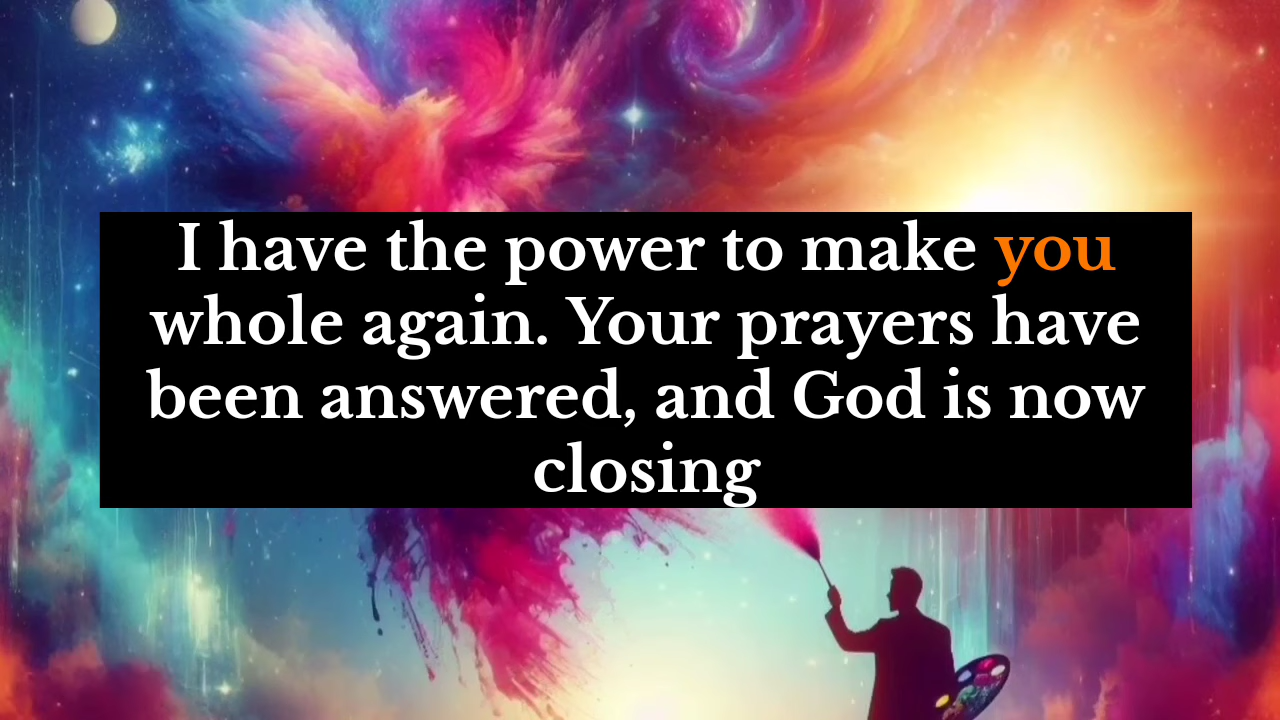 I have the power to make you
whole again. Your prayers have
been answered, and God is now
closing